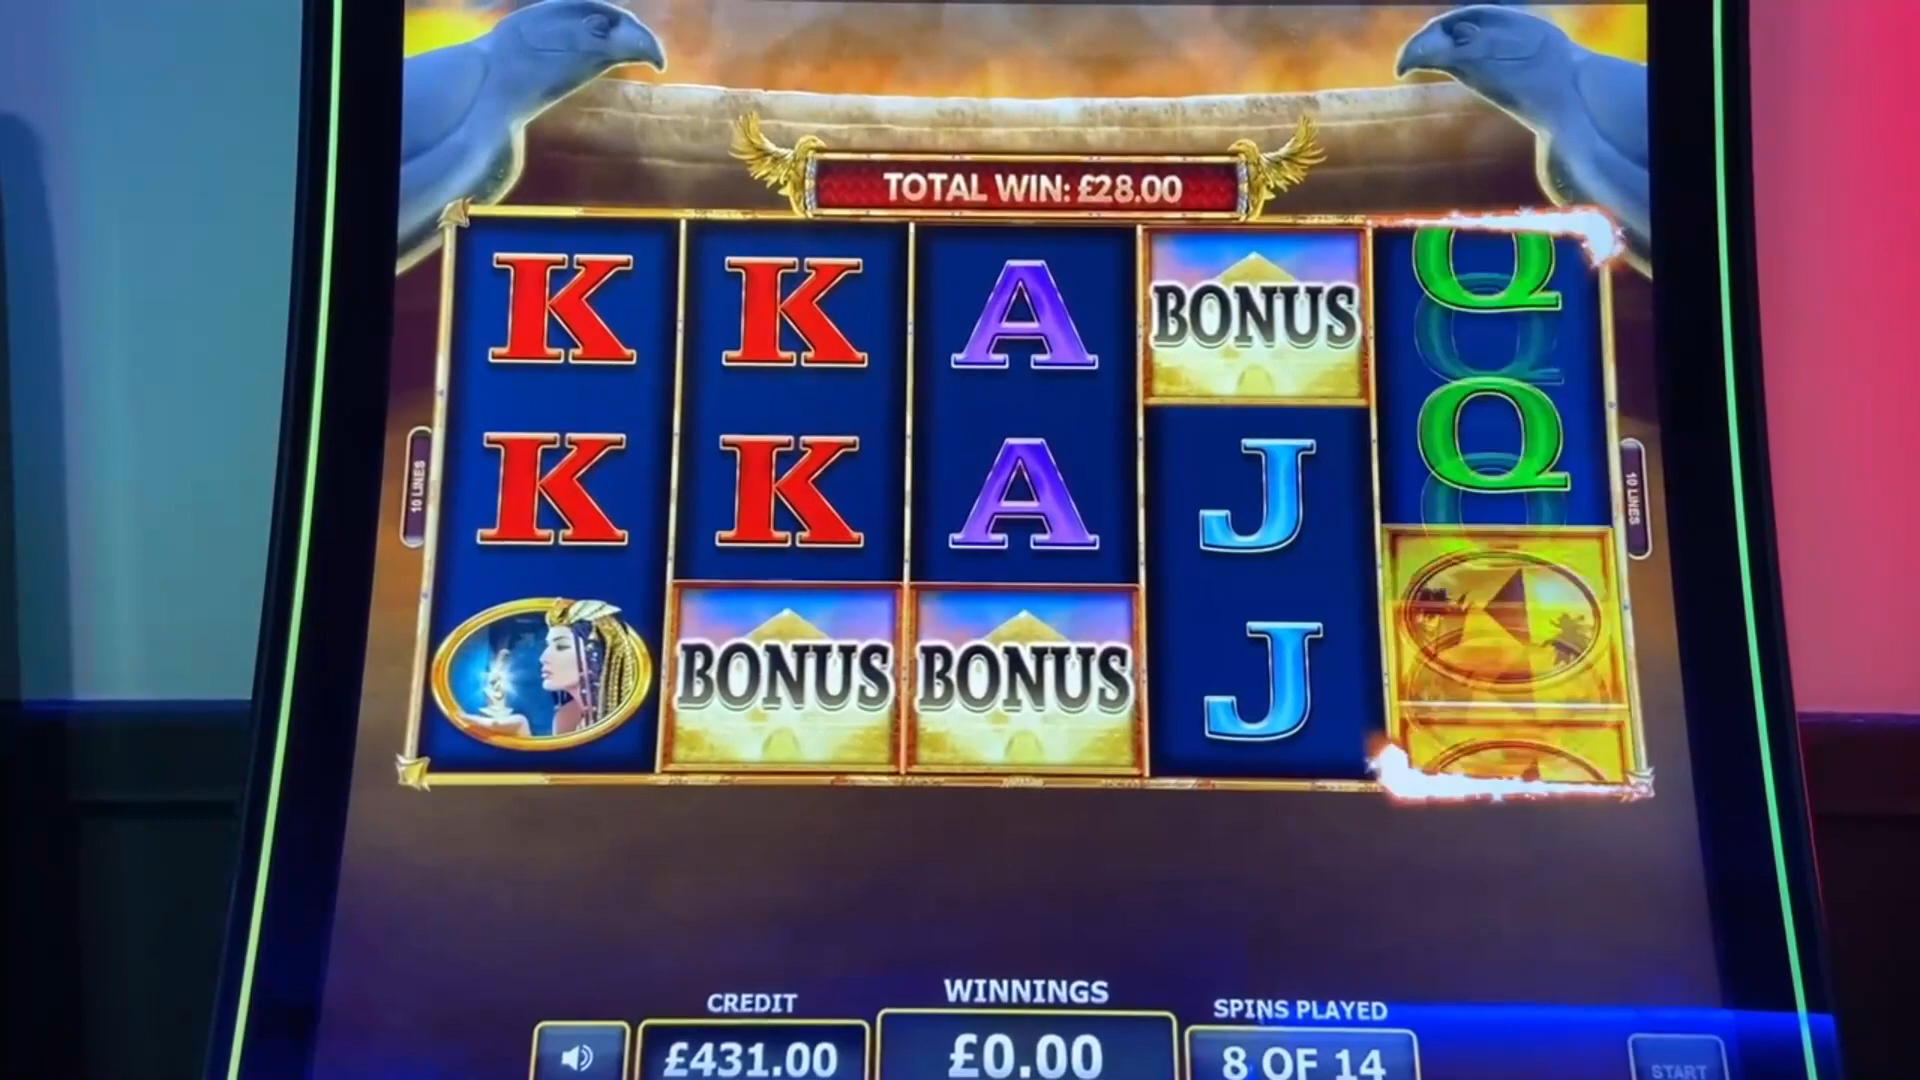 TOTAL WIN: £28.00
K K A BONUS Q
K K A J Q
BONUS BONUS J
10 LINES
10 LINES
CREDIT
WINNINGS
SPINS PLAYED
£431.00
£0.00
8 OF 14
START